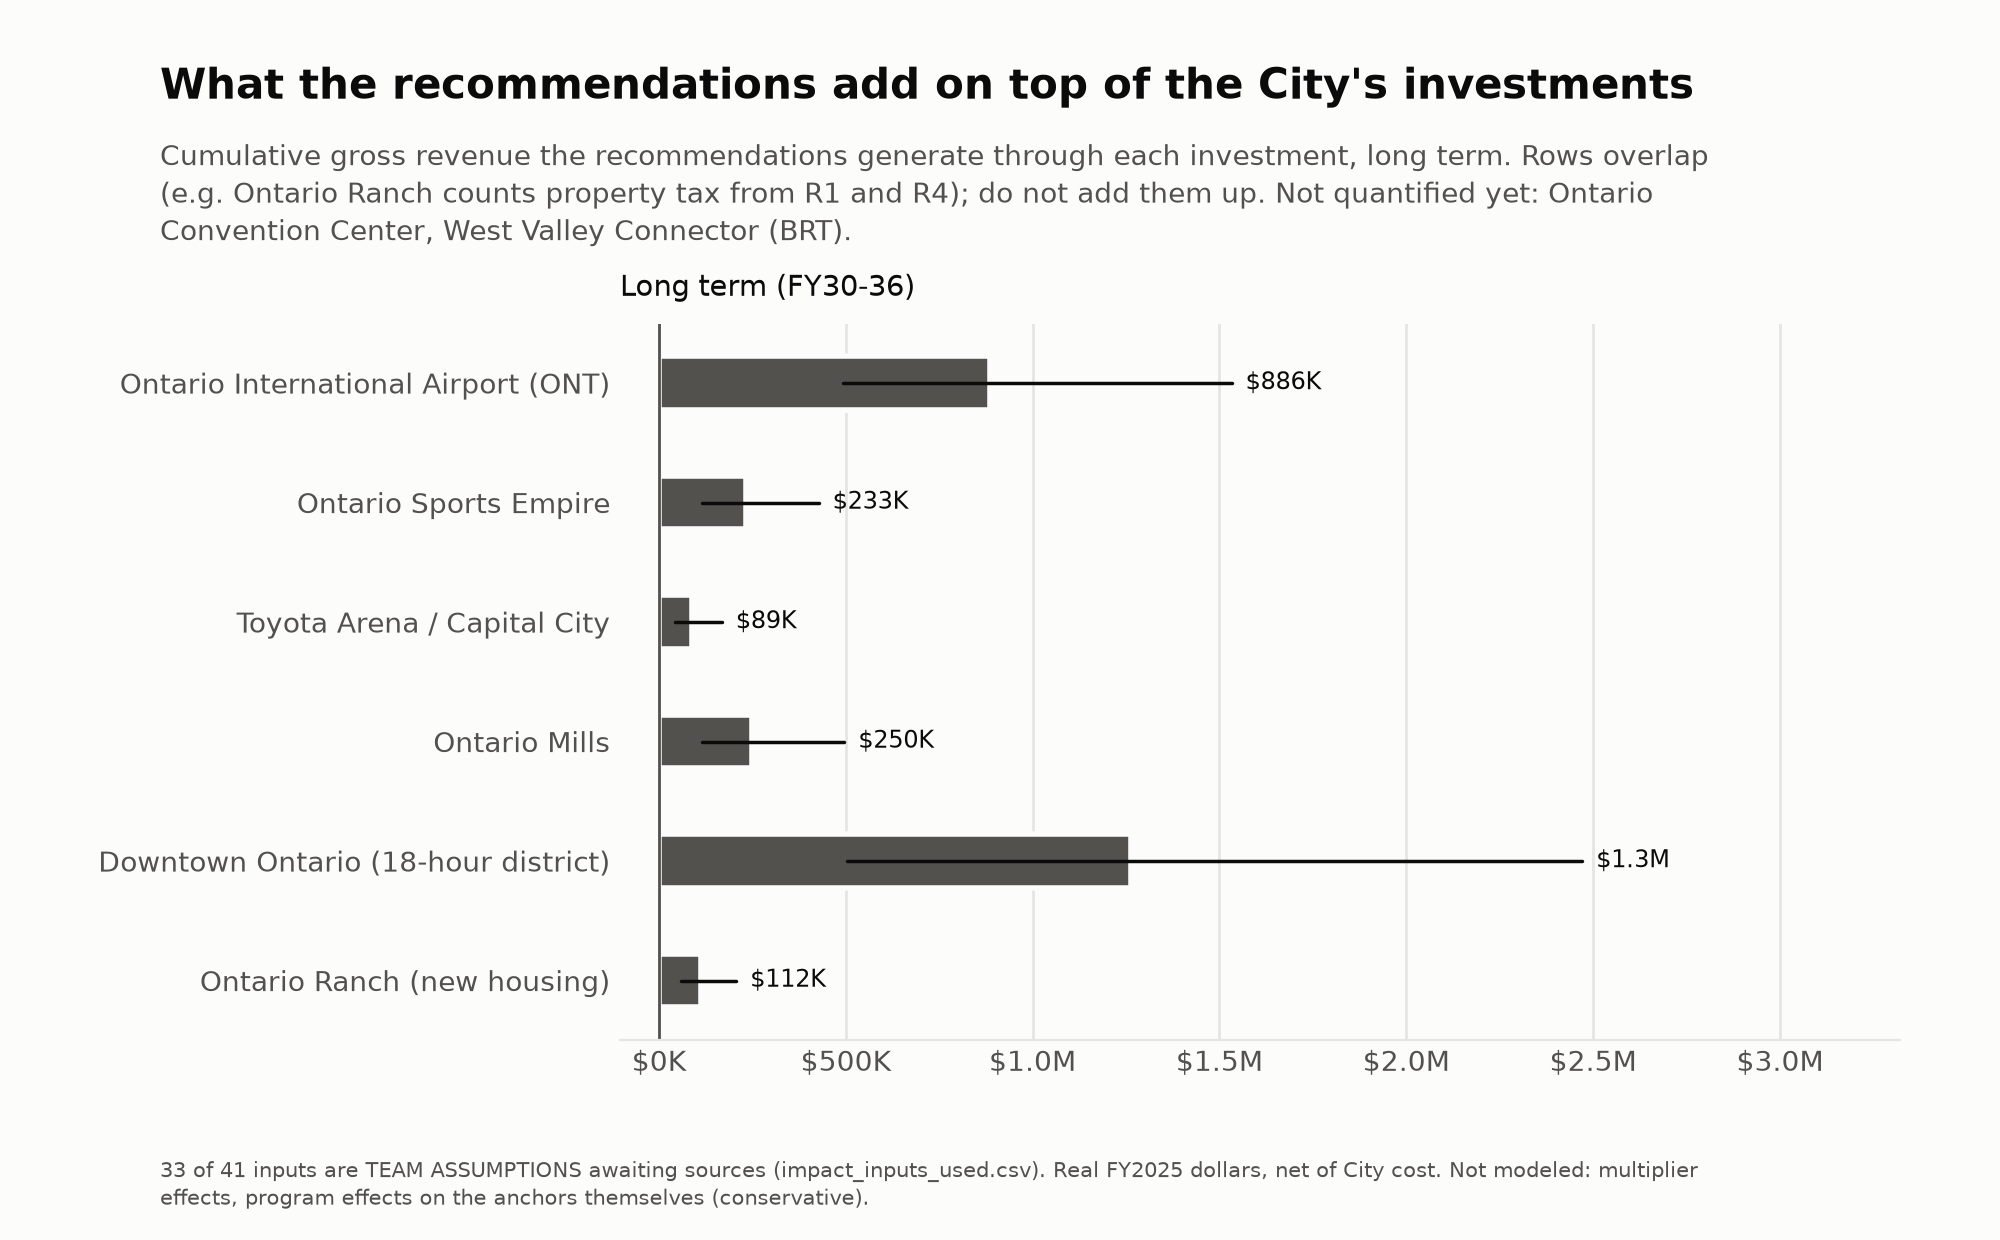 What the recommendations add on top of the City's investments
Cumulative gross revenue the recommendations generate through each investment, long term. Rows overlap
(e.g. Ontario Ranch counts property tax from R1 and R4); do not add them up. Not quantified yet: Ontario
Convention Center, West Valley Connector (BRT).
Long term (FY30-36)
Ontario International Airport (ONT)
$886K
Ontario Sports Empire
$233K
Toyota Arena / Capital City
$89K
Ontario Mills
$250K
Downtown Ontario (18-hour district)
$1.3M
Ontario Ranch (new housing)
$112K
$0K
$500K
$1.0M
$1.5M
$2.0M
$2.5M
$3.0M
33 of 41 inputs are TEAM ASSUMPTIONS awaiting sources (impact_inputs_used.csv). Real FY2025 dollars, net of City cost. Not modeled: multiplier
effects, program effects on the anchors themselves (conservative).